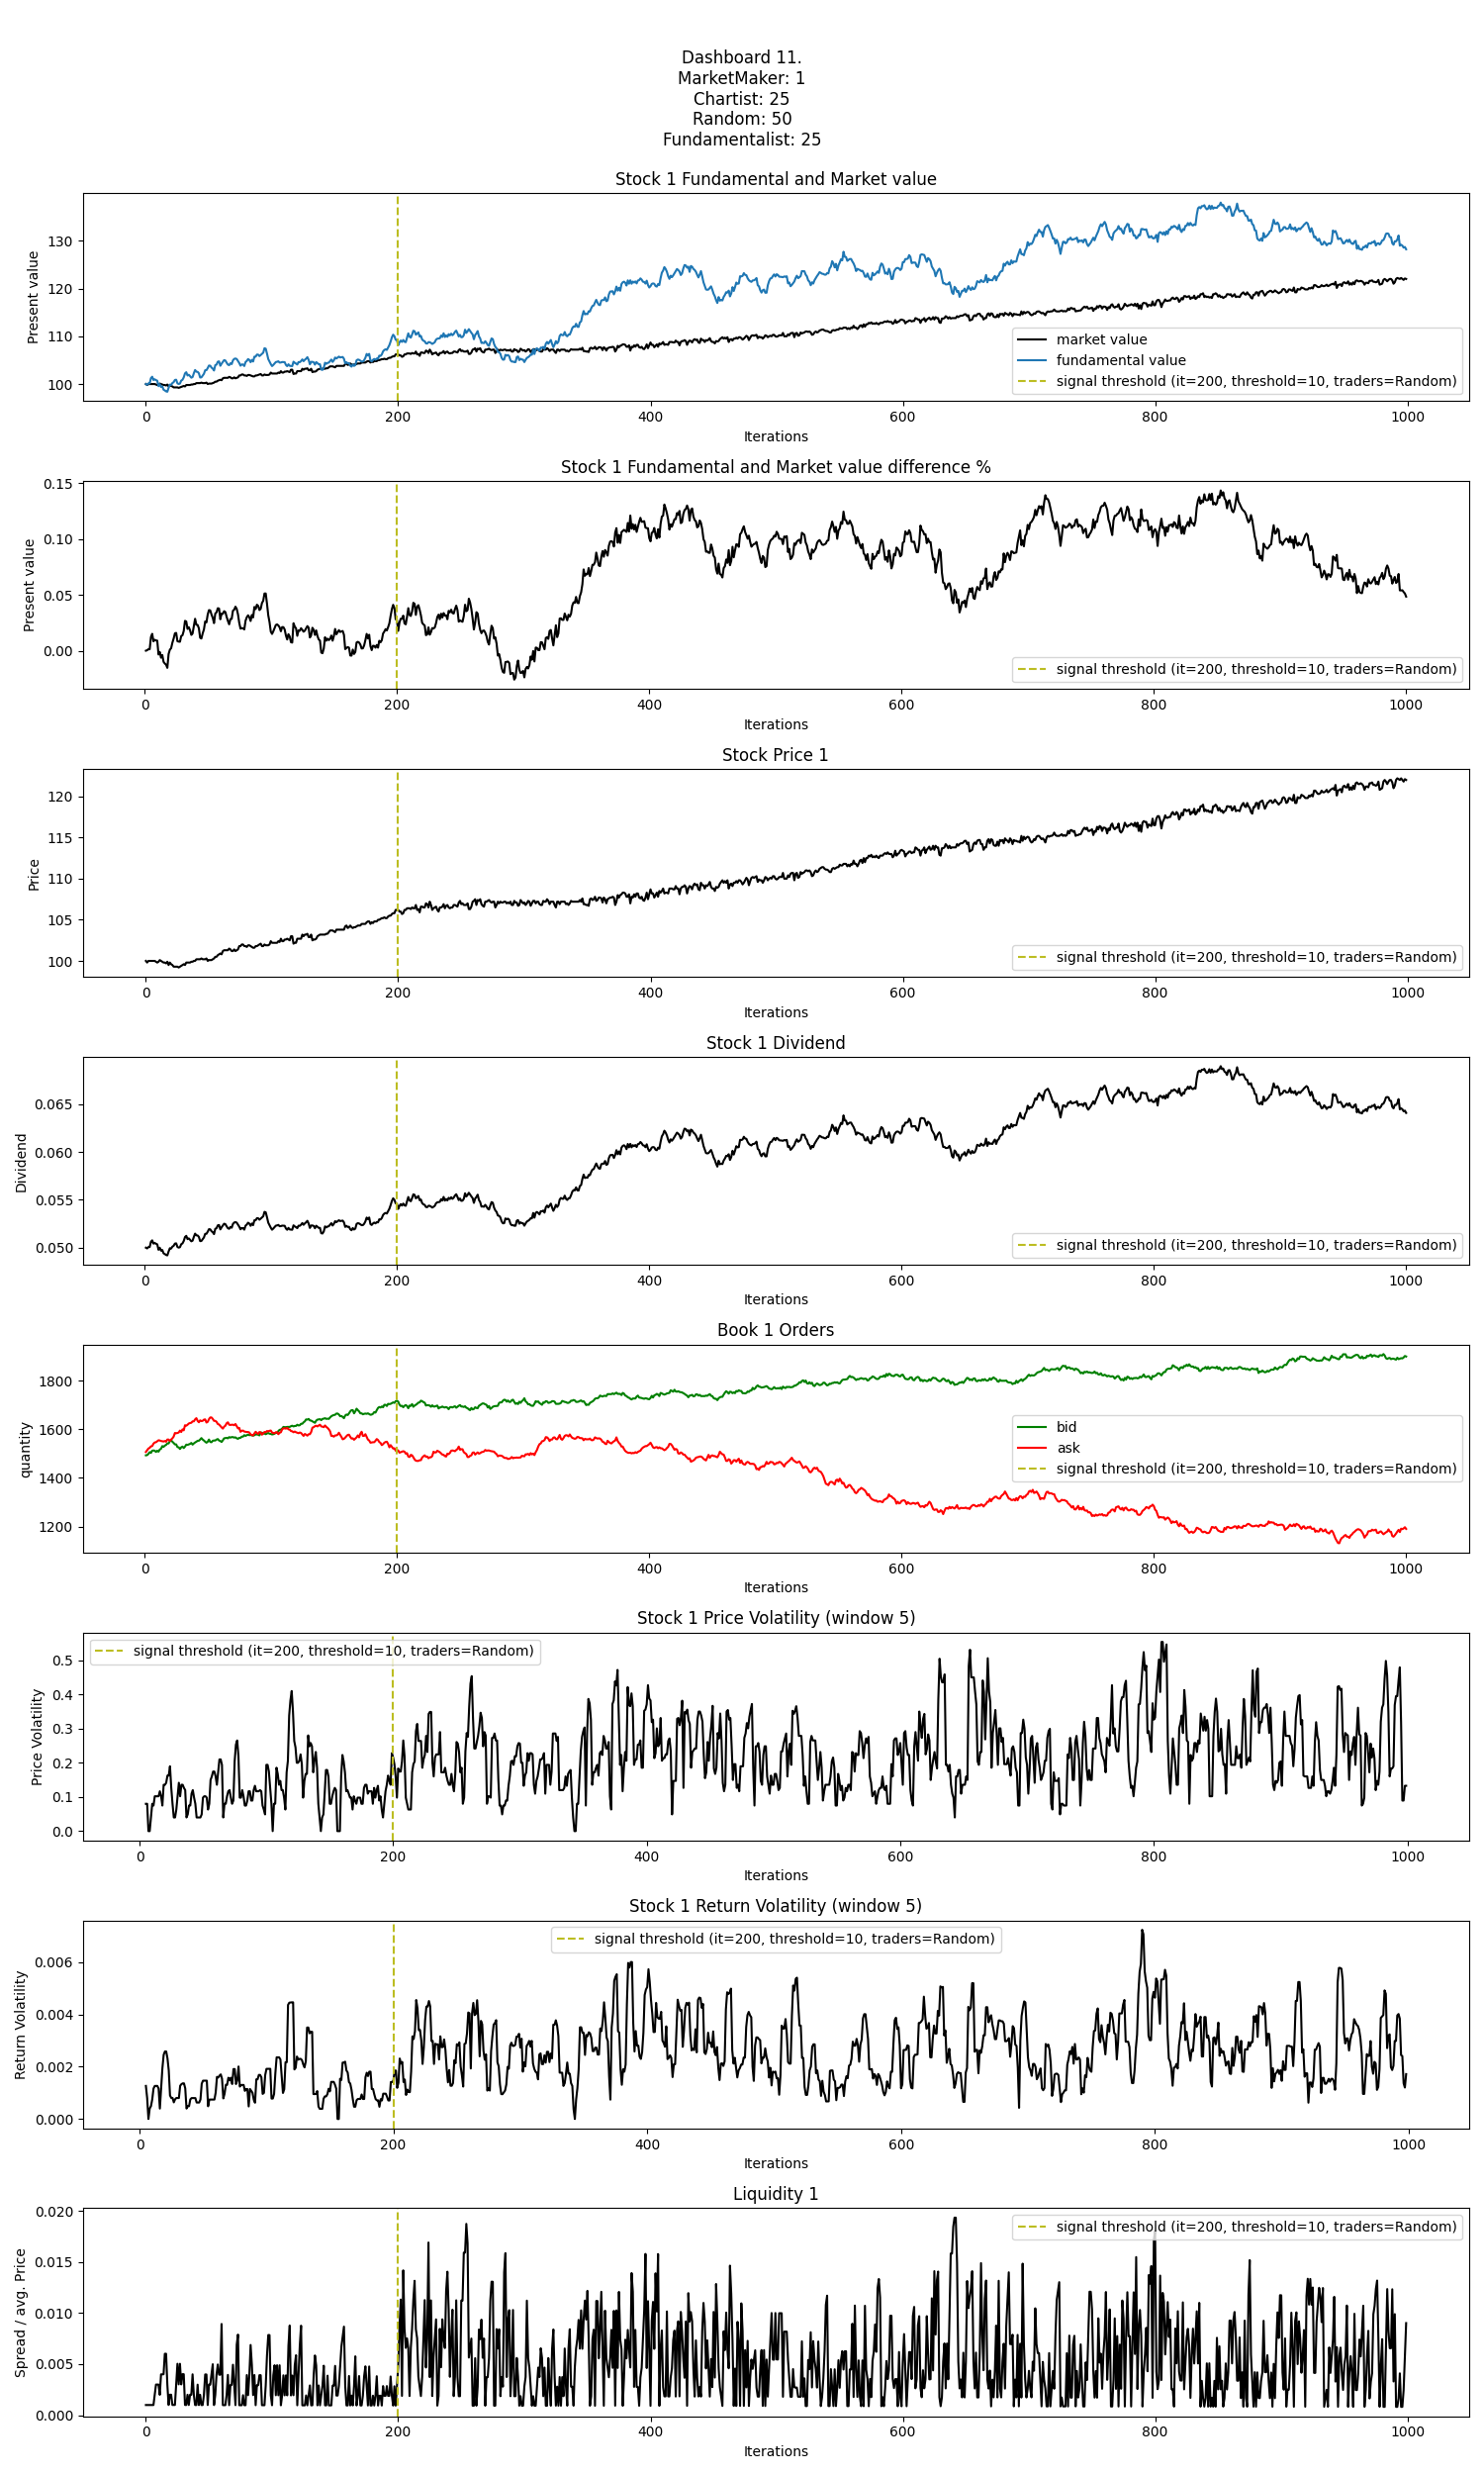 Dashboard 11.
MarketMaker: 1
Chartist: 25
Random: 50
Fundamentalist: 25
Stock 1 Fundamental and Market value
Present value
130
120
110
100
market value
fundamental value
signal threshold (it=200, threshold=10, traders=Random)
0 200 400 600 800 1000
Iterations
Stock 1 Fundamental and Market value difference %
Present value
0.15
0.10
0.05
0.00
signal threshold (it=200, threshold=10, traders=Random)
0 200 400 600 800 1000
Iterations
Stock Price 1
Price
120
115
110
105
100
signal threshold (it=200, threshold=10, traders=Random)
0 200 400 600 800 1000
Iterations
Stock 1 Dividend
Dividend
0.065
0.060
0.055
0.050
signal threshold (it=200, threshold=10, traders=Random)
0 200 400 600 800 1000
Iterations
Book 1 Orders
quantity
1800
1600
1400
1200
bid
ask
signal threshold (it=200, threshold=10, traders=Random)
0 200 400 600 800 1000
Iterations
Stock 1 Price Volatility (window 5)
Price Volatility
signal threshold (it=200, threshold=10, traders=Random)
0.5
0.4
0.3
0.2
0.1
0.0
0 200 400 600 800 1000
Iterations
Stock 1 Return Volatility (window 5)
Return Volatility
signal threshold (it=200, threshold=10, traders=Random)
0.006
0.004
0.002
0.000
0 200 400 600 800 1000
Iterations
Liquidity 1
Spread / avg. Price
0.020
signal threshold (it=200, threshold=10, traders=Random)
0.015
0.010
0.005
0.000
0 200 400 600 800 1000
Iterations